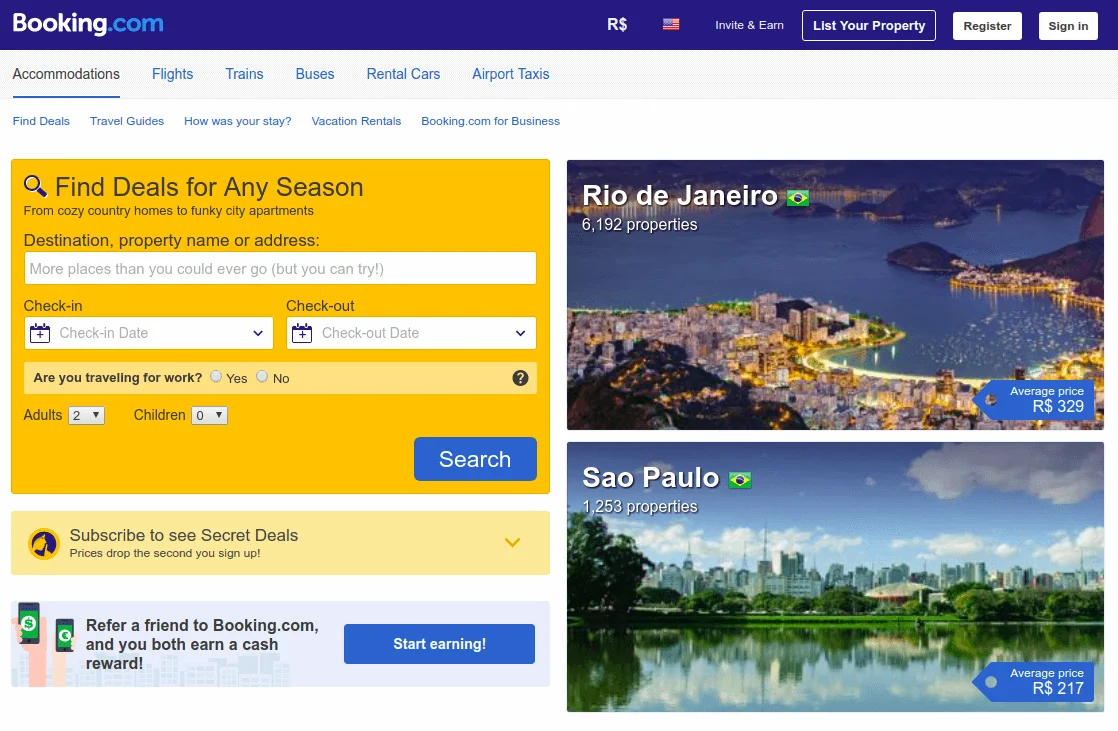 Booking.com
R$
Invite & Earn
List Your Property
Register
Sign in
Accommodations
Flights
Trains
Buses
Rental Cars
Airport Taxis
Find Deals
Travel Guides
How was your stay?
Vacation Rentals
Booking.com for Business
Find Deals for Any Season
From cozy country homes to funky city apartments
Destination, property name or address:
More places than you could ever go (but you can try!)
Check-in
Check-out
Check-in Date
Check-out Date
Are you traveling for work? Yes No
?
Adults 2
Children 0
Search
Subscribe to see Secret Deals
Prices drop the second you sign up!
$
€
Refer a friend to Booking.com,
and you both earn a cash
reward!
Start earning!
Rio de Janeiro
6,192 properties
Average price
R$ 329
Sao Paulo
1,253 properties
Average price
R$ 217